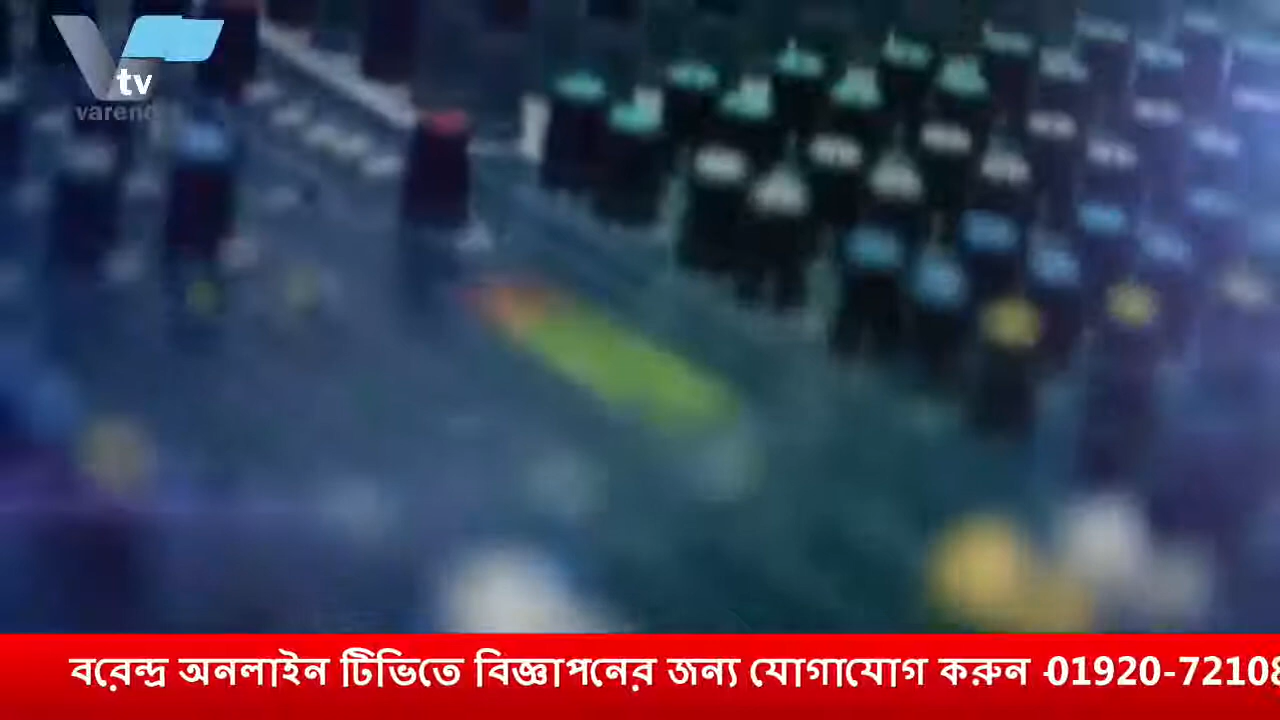 tv
varend
বরেন্দ্র অনলাইন টিভিতে বিজ্ঞাপনের জন্য যোগাযোগ করুন -01920-72108